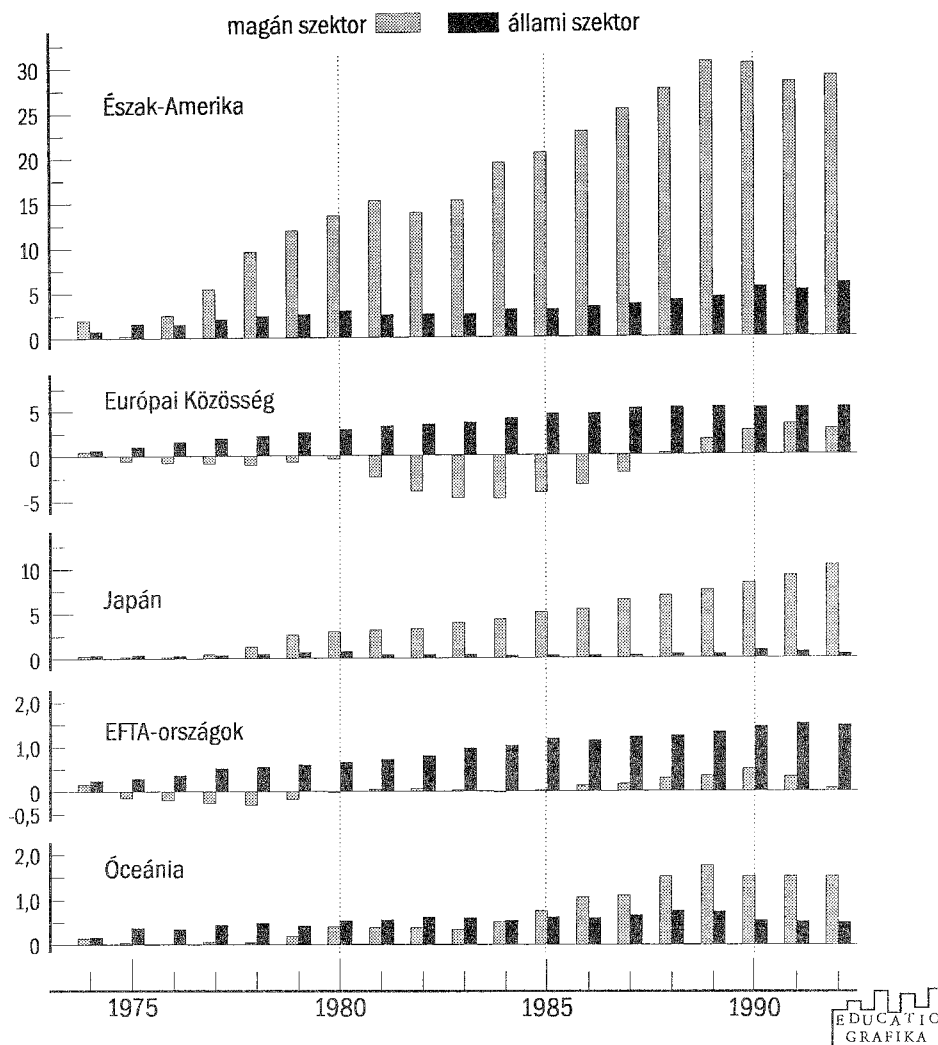 magán szektor állami szektor
Észak-Amerika
30
25
20
15
10
5
0
Európai Közösség
5
0
-5
Japán
10
5
0
EFTA-országok
2,0
1,0
0
-0,5
Óceánia
2,0
1,0
0
1975 1980 1985 1990
EDUCATIO
GRAFIKA